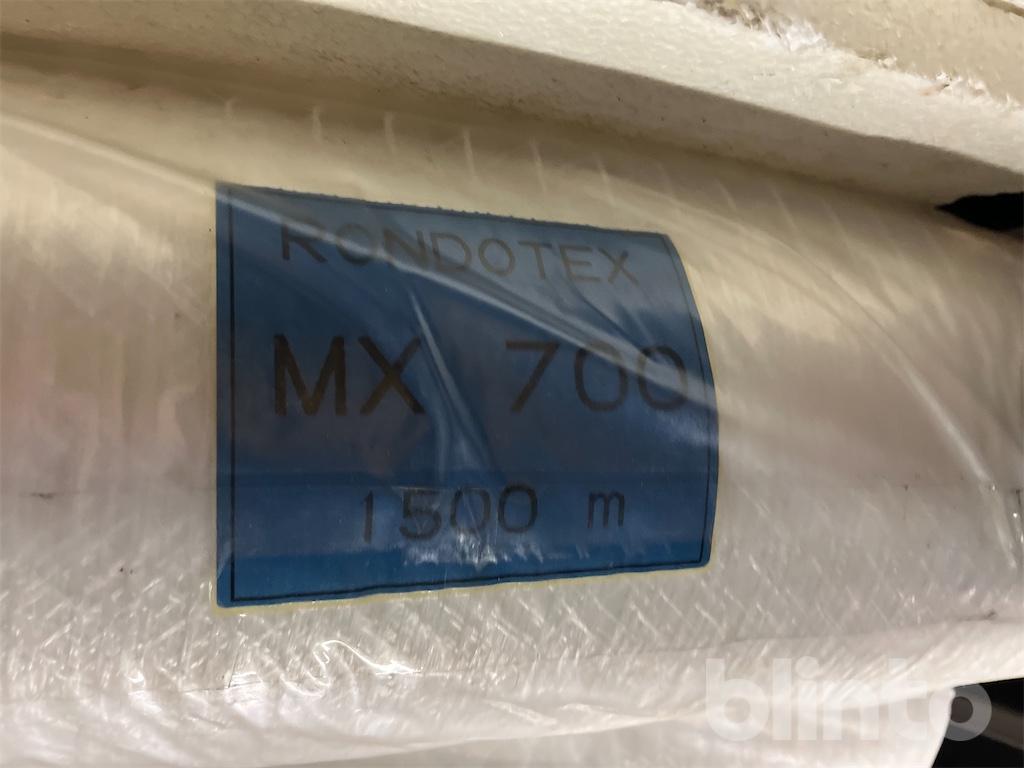 RONDOTEX
MX 700
1500 m
blinto